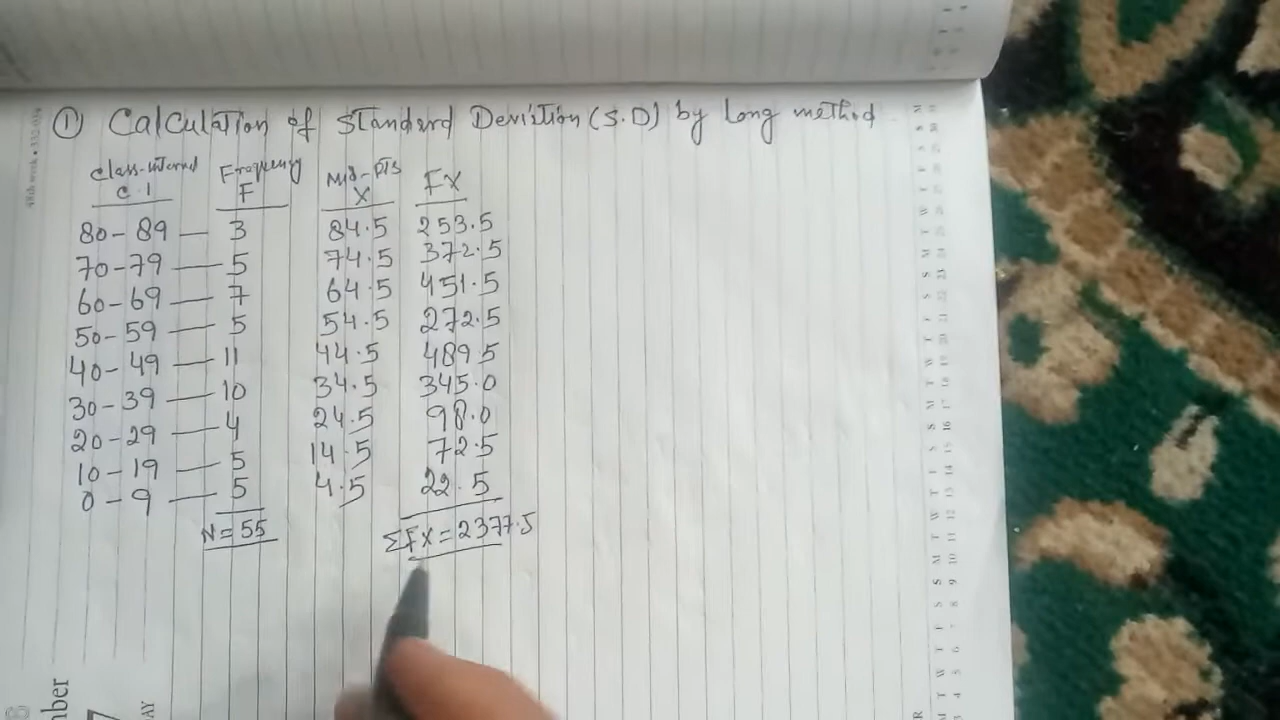 ① Calculation of Standerd Devistion (S.D) by Long method
Class-interval Frequency Mid-pts FX
C.I F X
80-89 — 3 84.5 253.5
70-79 — 5 74.5 372.5
60-69 — 7 64.5 451.5
50-59 — 5 54.5 272.5
40-49 — 11 44.5 489.5
30-39 — 10 34.5 345.0
20-29 — 4 24.5 98.0
10-19 — 5 14.5 72.5
0-9 — 5 4.5 22.5
N=55 ΣFX=2377.5